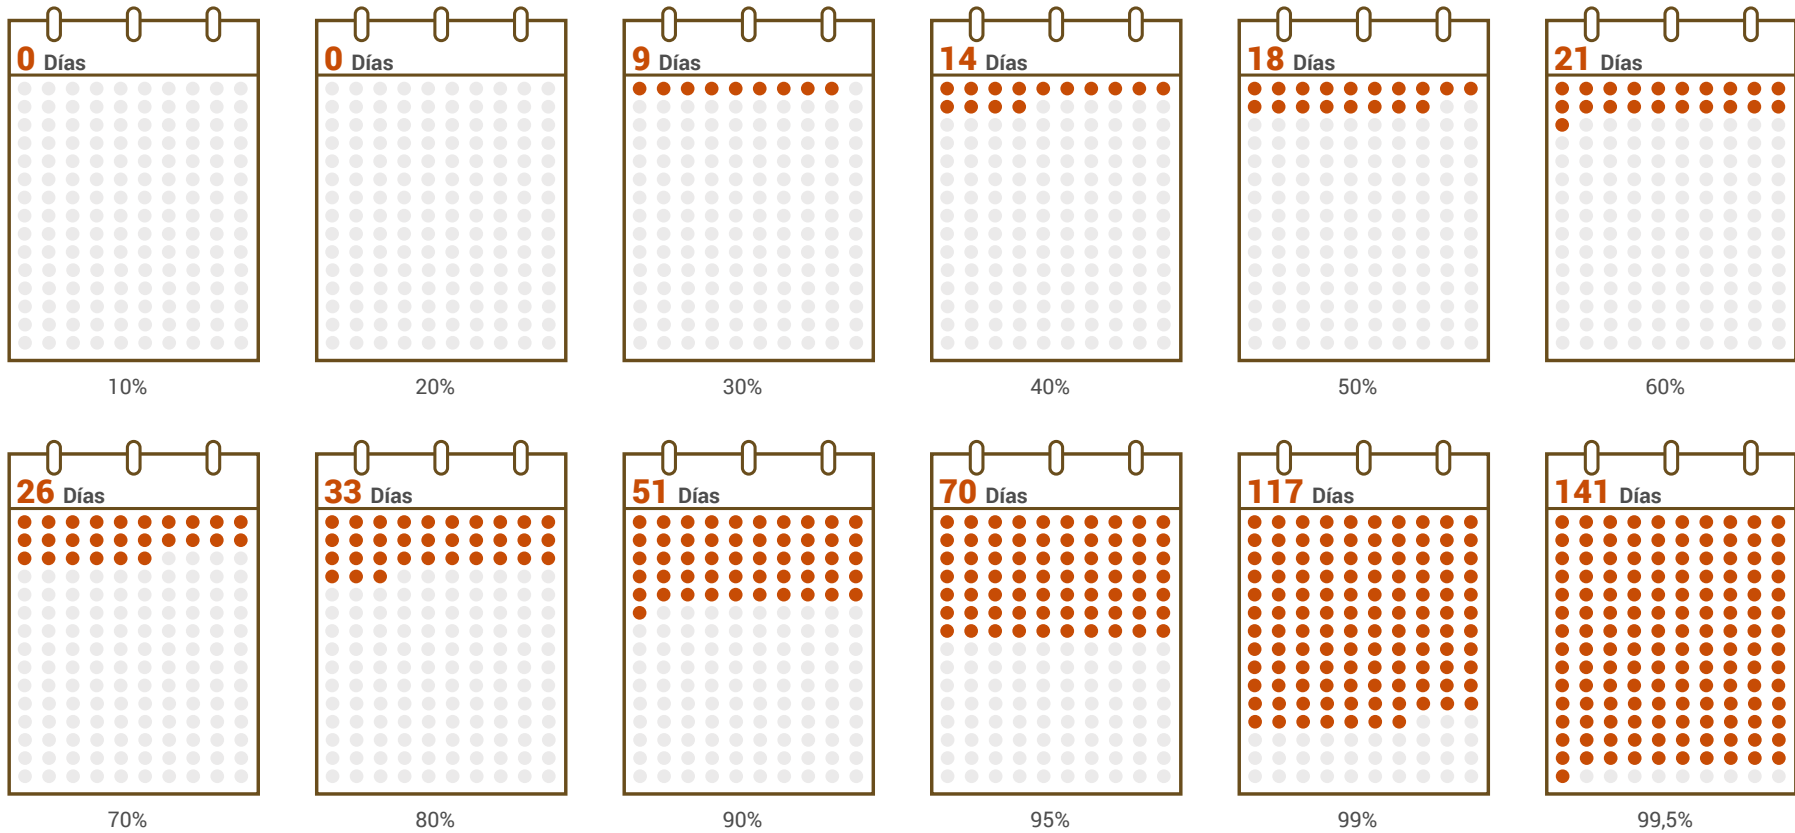 0 Días
0 Días
9 Días
14 Días
18 Días
21 Días
10%
20%
30%
40%
50%
60%
26 Días
33 Días
51 Días
70 Días
117 Días
141 Días
70%
80%
90%
95%
99%
99,5%